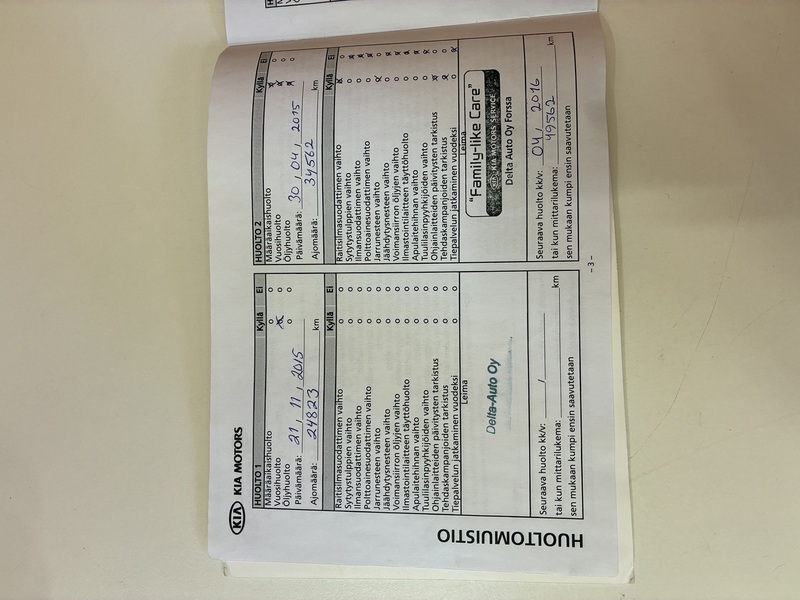 KIA KIA MOTORS
HUOLTO 1 Kyllä Ei
Määräaikaishuolto
Vuosihuolto
Öljyhuolto
Päivämäärä: 21, 11, 2015
Ajomäärä: 24823 km
Kyllä Ei
Raitisilmasuodattimen vaihto
Sytytystulppien vaihto
Ilmansuodattimen vaihto
Polttoainesuodattimen vaihto
Jarrunesteen vaihto
Jäähdytysnesteen vaihto
Voimansiirron öljyjen vaihto
Ilmastointilaitteen täyttöhuolto
Apulaitehihnan vaihto
Tuulilasinpyyhkijöiden vaihto
Ohjainlaitteiden päivitysten tarkistus
Tehdaskampanjoiden tarkistus
Tiepalvelun jatkaminen vuodeksi
Leima
Delta-Auto Oy
Seuraava huolto kk/v: /
tai kun mittarilukema: km
sen mukaan kumpi ensin saavutetaan
HUOLTO 2 Kyllä Ei
Määräaikaishuolto
Vuosihuolto
Öljyhuolto
Päivämäärä: 30, 04, 2015
Ajomäärä: 34562 km
Kyllä Ei
Raitisilmasuodattimen vaihto
Sytytystulppien vaihto
Ilmansuodattimen vaihto
Polttoainesuodattimen vaihto
Jarrunesteen vaihto
Jäähdytysnesteen vaihto
Voimansiirron öljyjen vaihto
Ilmastointilaitteen täyttöhuolto
Apulaitehihnan vaihto
Tuulilasinpyyhkijöiden vaihto
Ohjainlaitteiden päivitysten tarkistus
Tehdaskampanjoiden tarkistus
Tiepalvelun jatkaminen vuodeksi
Leima
"Family-like Care"
KIA KIA MOTORS SERVICE
Delta Auto Oy Forssa
Seuraava huolto kk/v: 04, 2016
tai kun mittarilukema: 49562 km
sen mukaan kumpi ensin saavutetaan
- 3 -
HUOLTOMUISTIO